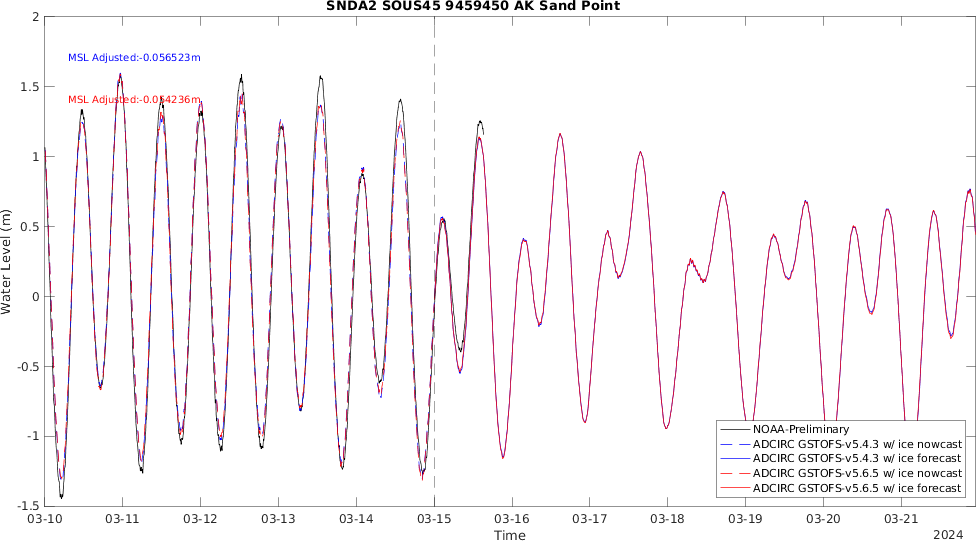 SNDA2 SOUS45 9459450 AK Sand Point
MSL Adjusted:-0.056523m
MSL Adjusted:-0.054236m
Water Level (m)
2
1.5
1
0.5
0
-0.5
-1
-1.5
NOAA-Preliminary
ADCIRC GSTOFS-v5.4.3 w/ ice nowcast
ADCIRC GSTOFS-v5.4.3 w/ ice forecast
ADCIRC GSTOFS-v5.6.5 w/ ice nowcast
ADCIRC GSTOFS-v5.6.5 w/ ice forecast
03-10 03-11 03-12 03-13 03-14 03-15 03-16 03-17 03-18 03-19 03-20 03-21
Time
2024